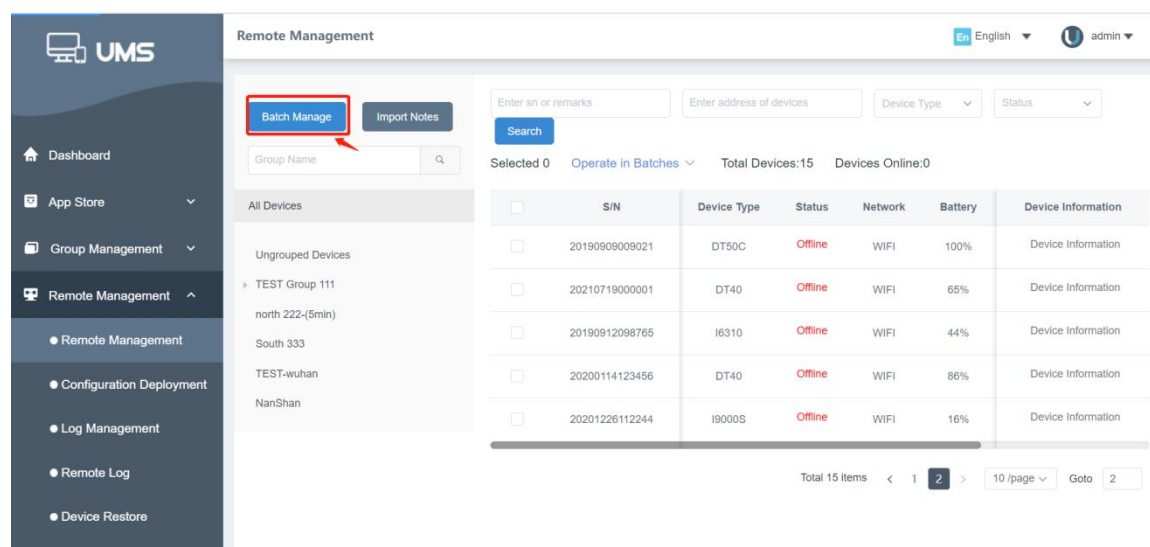 UMS
Remote Management
En English
admin
Dashboard
App Store
Group Management
Remote Management
Remote Management
Configuration Deployment
Log Management
Remote Log
Device Restore
Batch Manage
Import Notes
Group Name
All Devices
Ungrouped Devices
TEST Group 111
north 222-(5min)
South 333
TEST-wuhan
NanShan
Enter sn or remarks
Enter address of devices
Device Type
Status
Search
Selected 0 Operate in Batches Total Devices:15 Devices Online:0
S/N Device Type Status Network Battery Device Information
20190909009021 DT50C Offline WIFI 100% Device Information
20210719000001 DT40 Offline WIFI 65% Device Information
20190912098765 I6310 Offline WIFI 44% Device Information
20200114123456 DT40 Offline WIFI 86% Device Information
20201226112244 I9000S Offline WIFI 16% Device Information
Total 15 items < 1 2 > 10 /page Goto 2